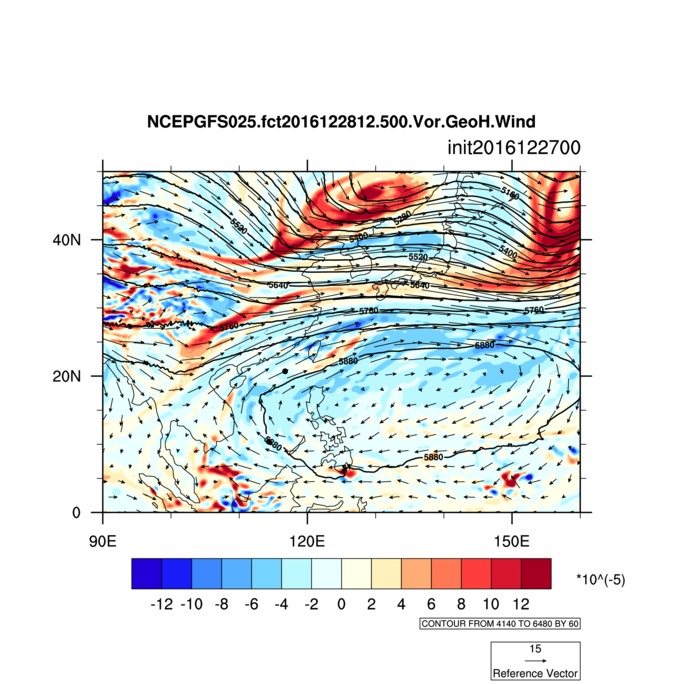 NCEPGFS025.fct2016122812.500.Vor.GeoH.Wind
init2016122700
5160
5520
5280
40N
5400
5400
5520
5640
5640
5760
5760
5760
5880
5880
20N
5880
5880
0
90E 120E 150E
-12 -10 -8 -6 -4 -2 0 2 4 6 8 10 12
*10^(-5)
CONTOUR FROM 4140 TO 6480 BY 60
15
Reference Vector